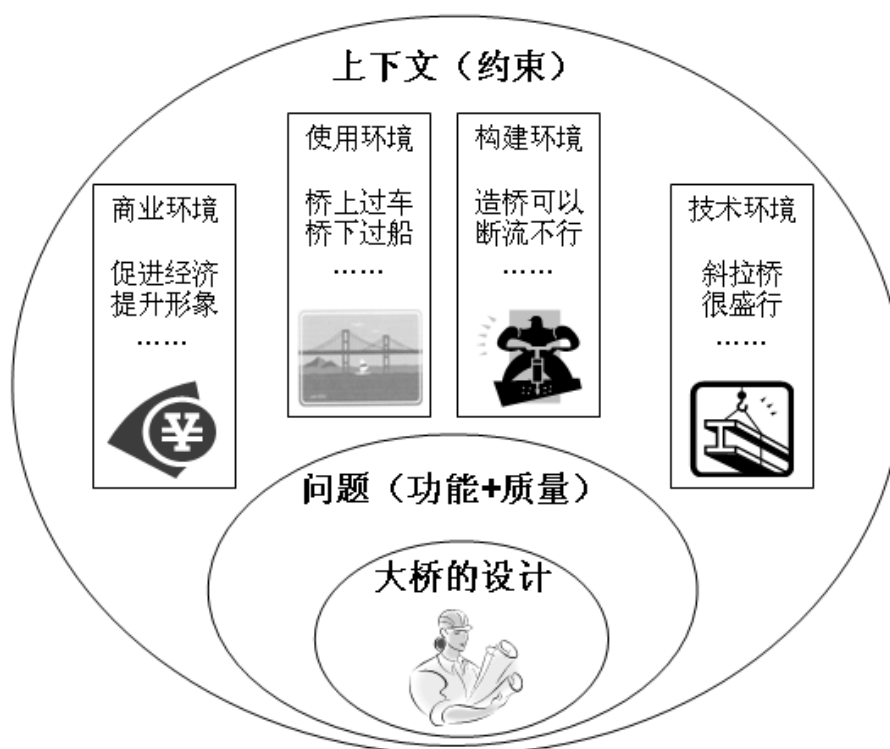 上下文（约束）
商业环境
促进经济
提升形象
……
使用环境
桥上过车
桥下过船
……
构建环境
造桥可以
断流不行
……
技术环境
斜拉桥
很盛行
……
问题（功能+质量）
大桥的设计